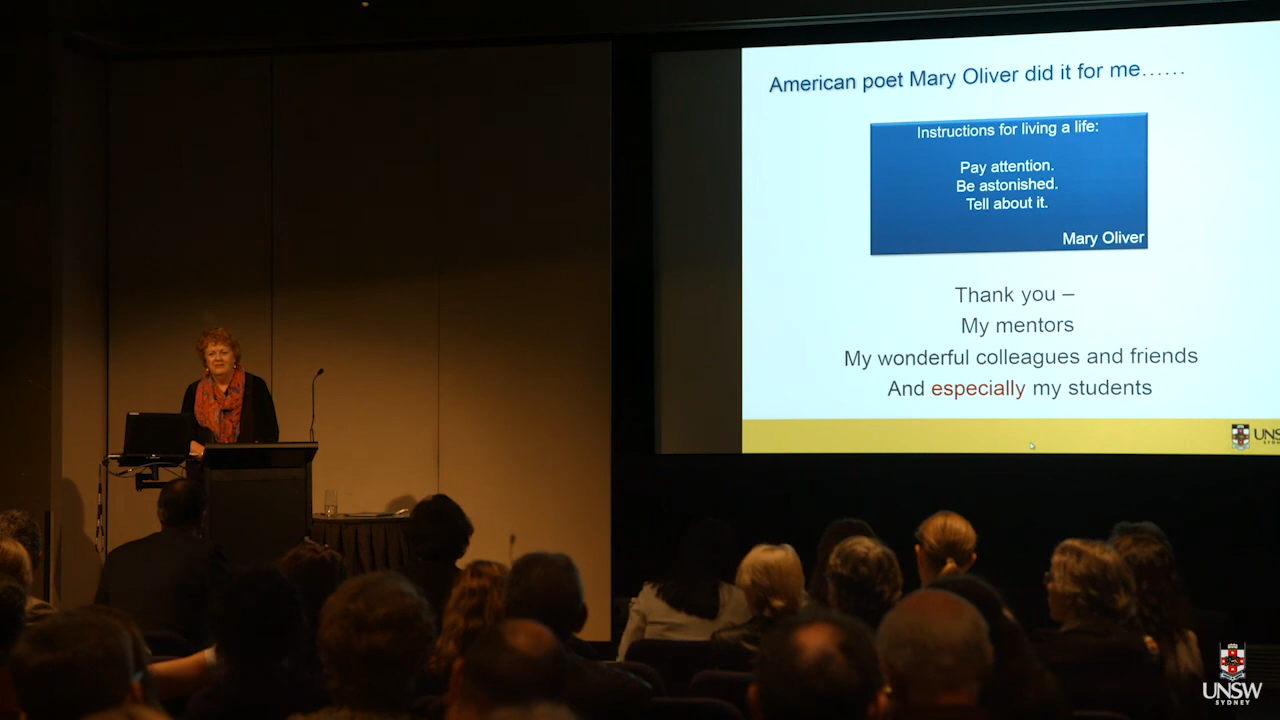 American poet Mary Oliver did it for me……
Instructions for living a life:
Pay attention.
Be astonished.
Tell about it.
Mary Oliver
Thank you –
My mentors
My wonderful colleagues and friends
And especially my students
UNSW
SYDNEY